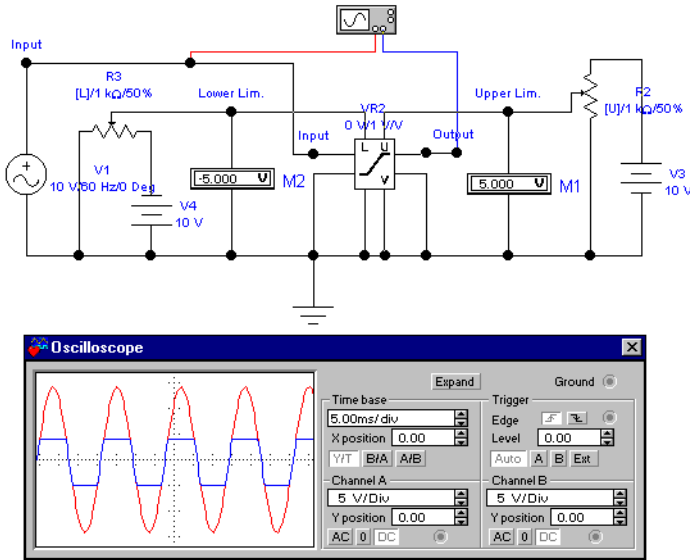 Input
R3
[L]/1 kΩ/50%
Lower Lim.
VR2
0 V/1 V/V
Upper Lim.
R2
[U]/1 kΩ/50%
Input
Output
L U
V
V1
10 V/60 Hz/0 Deg
-5.000 V
M2
5.000 V
M1
V4
10 V
V3
10 V
Oscilloscope
Expand
Ground
Time base
5.00ms/div
X position 0.00
Y/T B/A A/B
Trigger
Edge
Level 0.00
Auto A B Ext
Channel A
5 V/Div
Y position 0.00
AC 0 DC
Channel B
5 V/Div
Y position 0.00
AC 0 DC